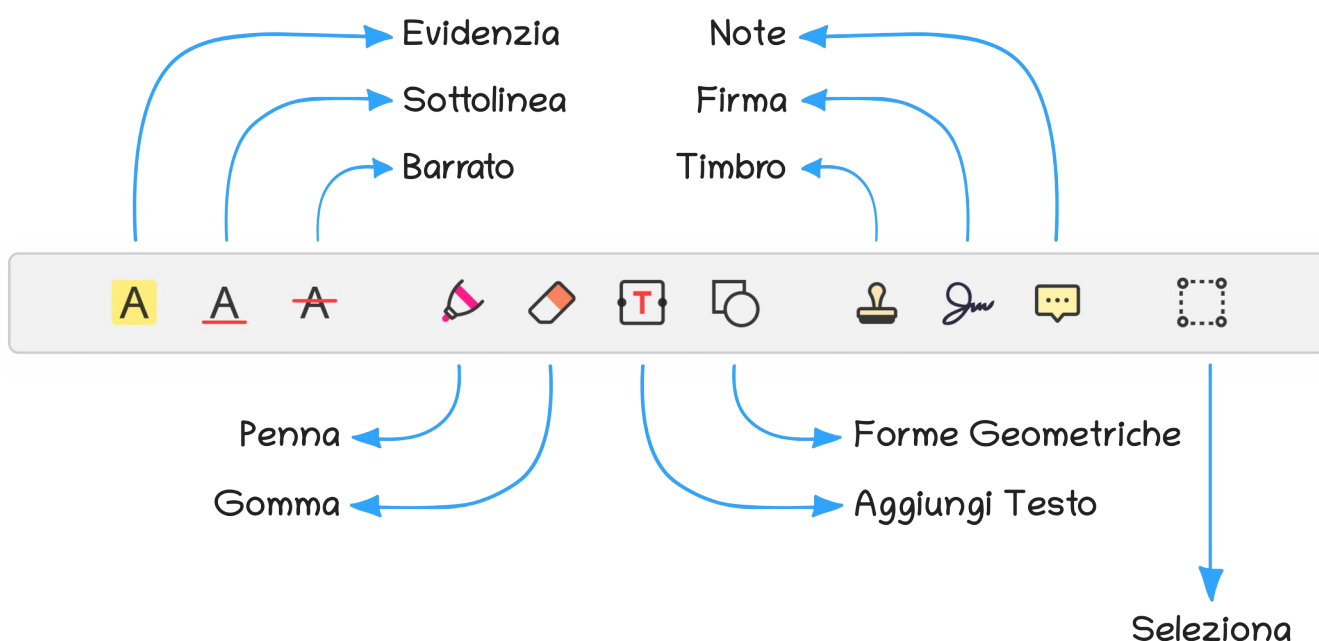 Evidenzia
Note
Sottolinea
Firma
Barrato
Timbro
A
A
A
T
Penna
Forme Geometriche
Gomma
Aggiungi Testo
Seleziona